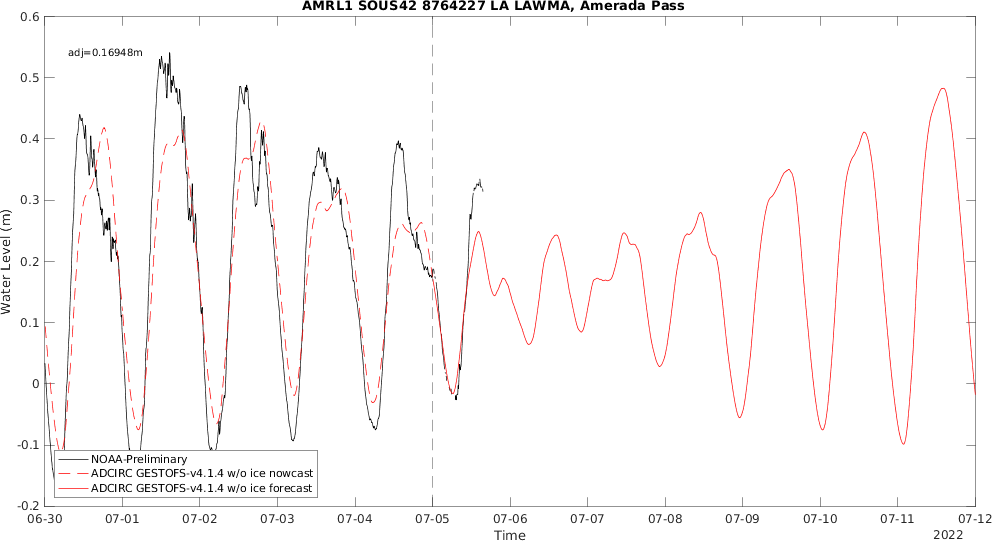 AMRL1 SOUS42 8764227 LA LAWMA, Amerada Pass
adj=0.16948m
Water Level (m)
0.6
0.5
0.4
0.3
0.2
0.1
0
-0.1
-0.2
NOAA-Preliminary
ADCIRC GESTOFS-v4.1.4 w/o ice nowcast
ADCIRC GESTOFS-v4.1.4 w/o ice forecast
06-30 07-01 07-02 07-03 07-04 07-05 07-06 07-07 07-08 07-09 07-10 07-11 07-12
Time
2022